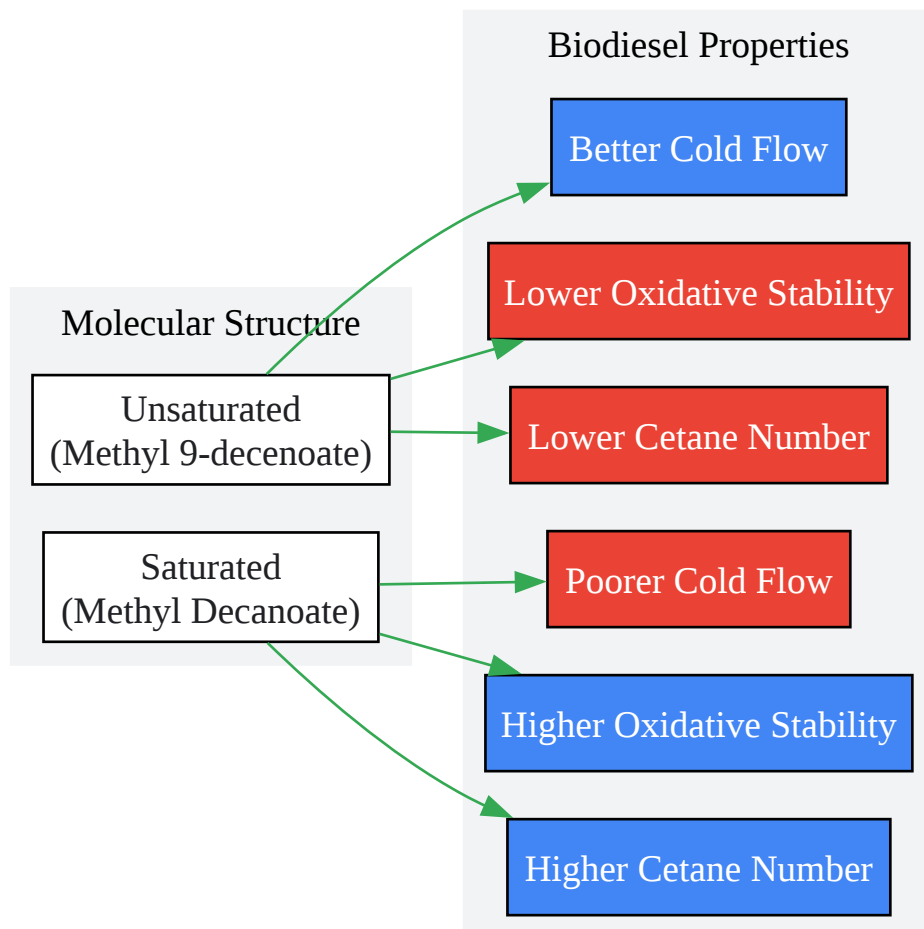 Biodiesel Properties
Better Cold Flow
Lower Oxidative Stability
Molecular Structure
Unsaturated
(Methyl 9-decenoate)
Lower Cetane Number
Saturated
(Methyl Decanoate)
Poorer Cold Flow
Higher Oxidative Stability
Higher Cetane Number